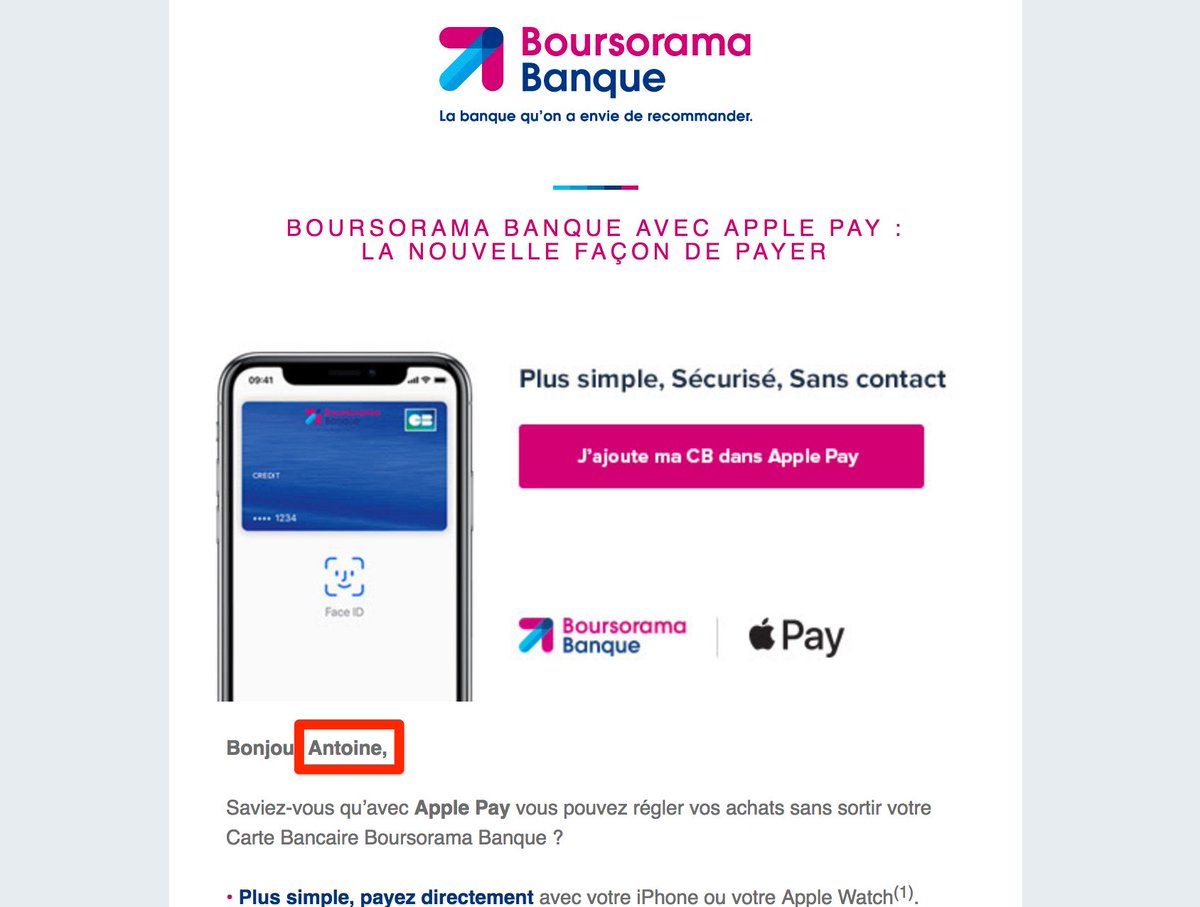 Boursorama
Banque
La banque qu'on a envie de recommander.
BOURSORAMA BANQUE AVEC APPLE PAY :
LA NOUVELLE FAÇON DE PAYER
09:41
Boursorama
Banque
CB
CREDIT
•••• 1234
Face ID
Plus simple, Sécurisé, Sans contact
J'ajoute ma CB dans Apple Pay
Boursorama
Banque
Pay
Bonjou Antoine,
Saviez-vous qu'avec Apple Pay vous pouvez régler vos achats sans sortir votre
Carte Bancaire Boursorama Banque ?
• Plus simple, payez directement avec votre iPhone ou votre Apple Watch(1).